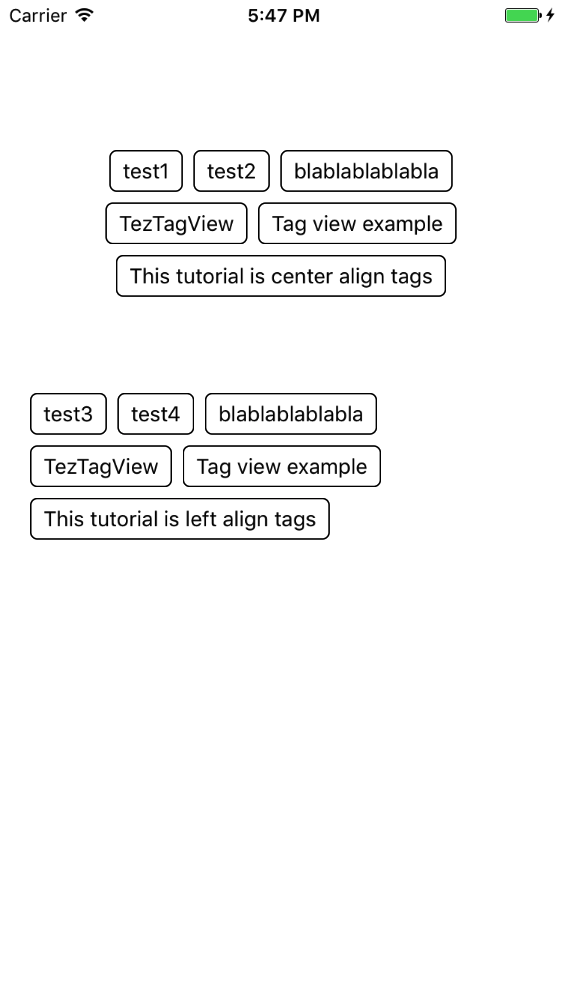 Carrier 5:47 PM
test1 test2 blablablablabla
TezTagView Tag view example
This tutorial is center align tags
test3 test4 blablablablabla
TezTagView Tag view example
This tutorial is left align tags